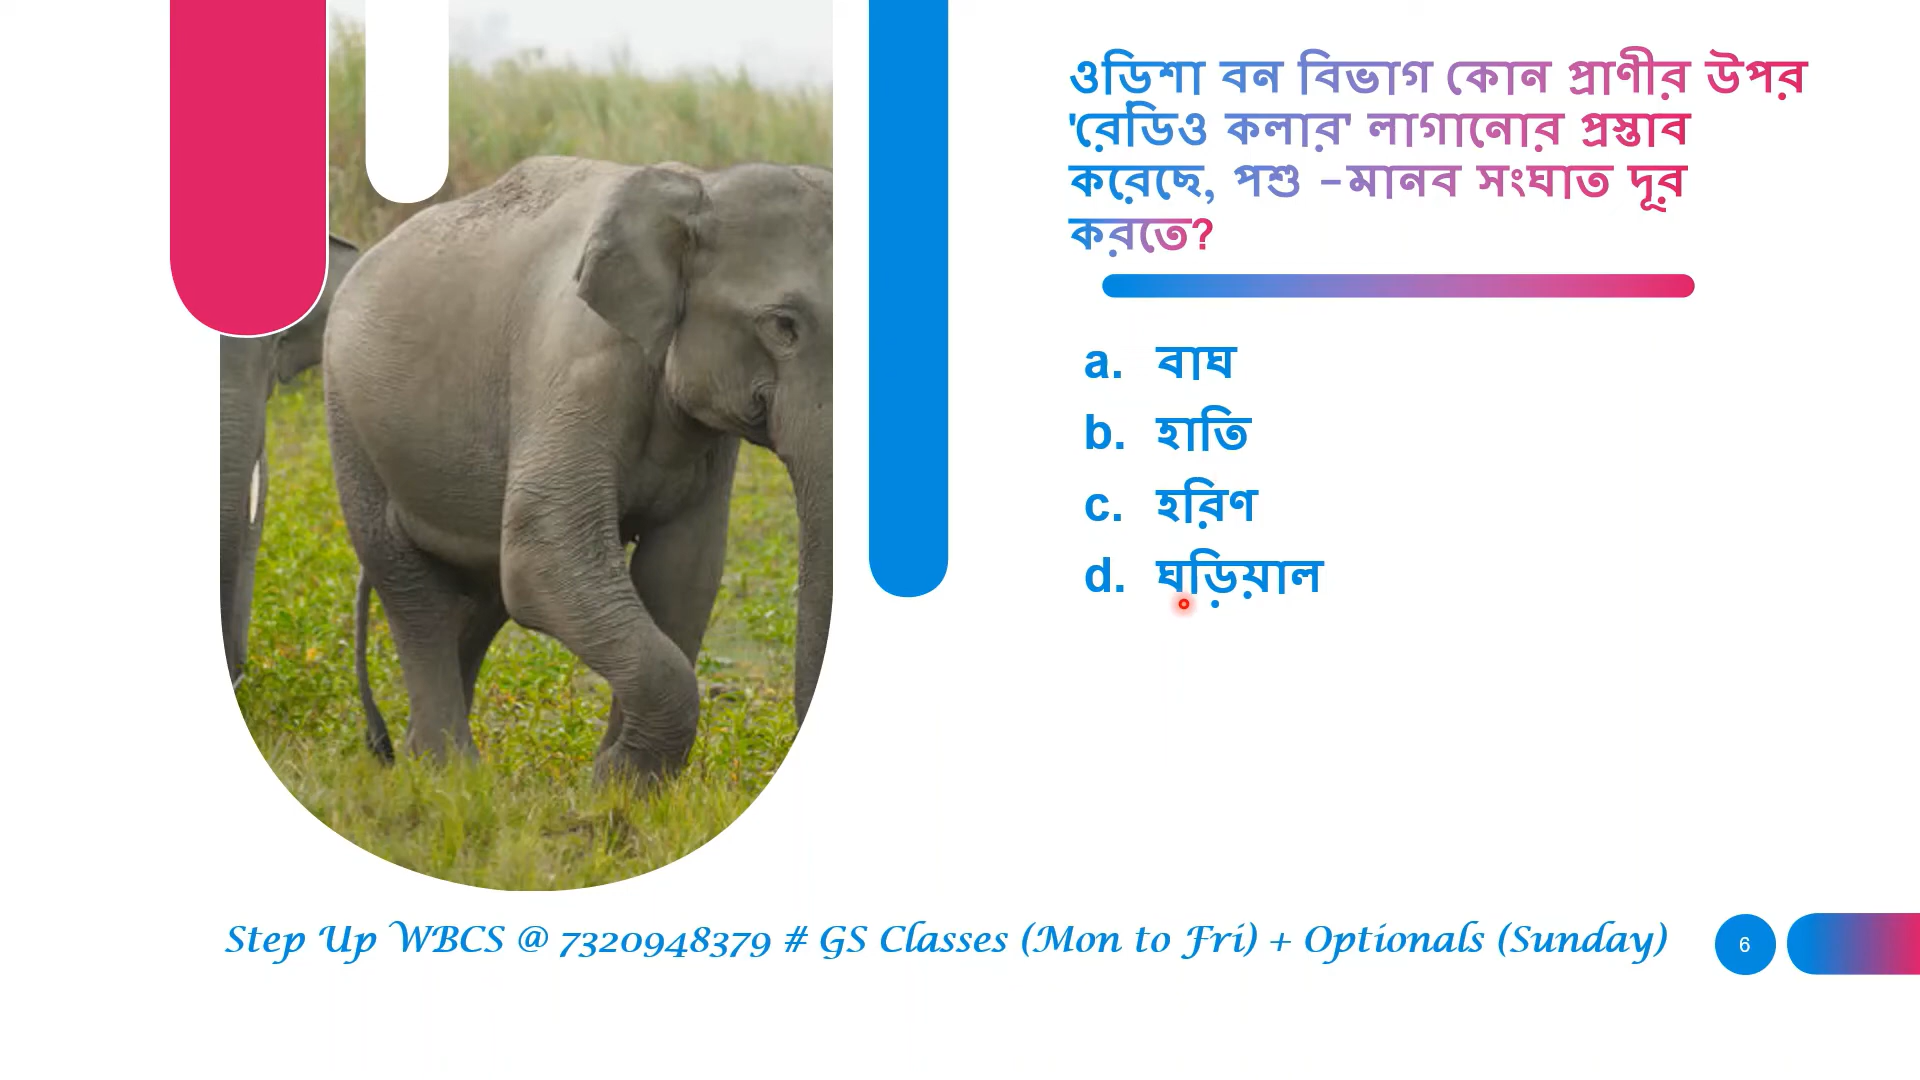 ওড়িশা বন বিভাগ কোন প্রাণীর উপর
'রেডিও কলার' লাগানোর প্রস্তাব
করেছে, পশু -মানব সংঘাত দূর
করতে?
a. বাঘ
b. হাতি
c. হরিণ
d. ঘড়িয়াল
Step Up WBCS @ 7320948379 # GS Classes (Mon to Fri) + Optionals (Sunday)
6